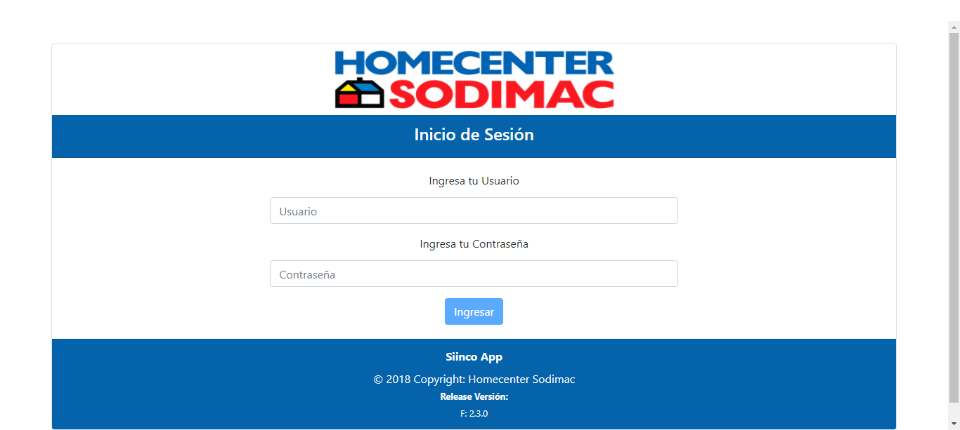 HOMECENTER
SODIMAC
Inicio de Sesión
Ingresa tu Usuario
Usuario
Ingresa tu Contraseña
Contraseña
Ingresar
Siinco App
© 2018 Copyright: Homecenter Sodimac
Release Versión:
F: 2.3.0